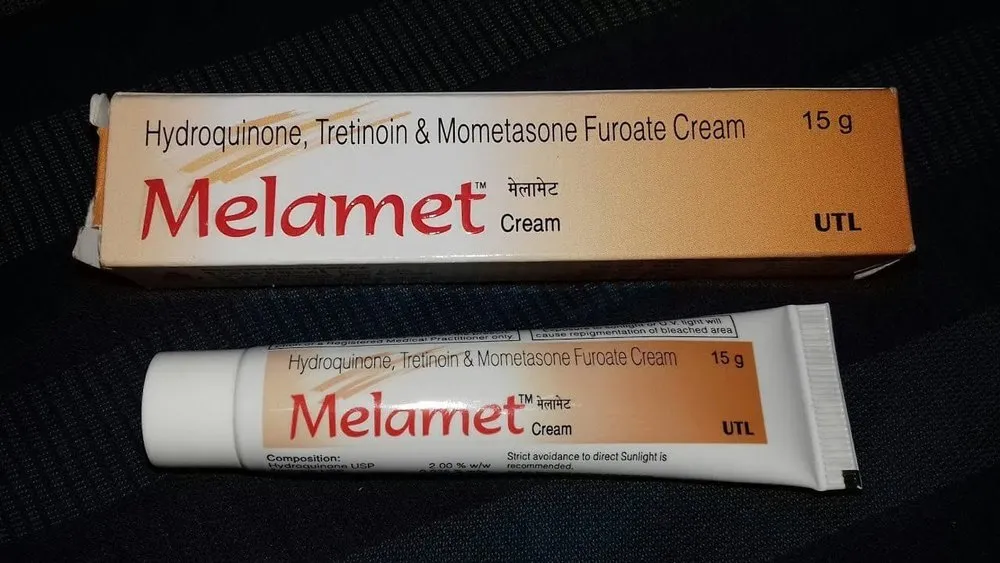 Hydroquinone, Tretinoin & Mometasone Furoate Cream 15 g
Melamet™ मेलामेट
Cream
UTL
a Registered Medical Practitioner only.
U.V. light will
cause repigmentation of bleached area
Hydroquinone, Tretinoin & Mometasone Furoate Cream 15 g
Melamet™ मेलामेट
Cream
UTL
Composition:
Hydroquinone USP 2.00 % w/w
Strict avoidance to direct Sunlight is
recommended.